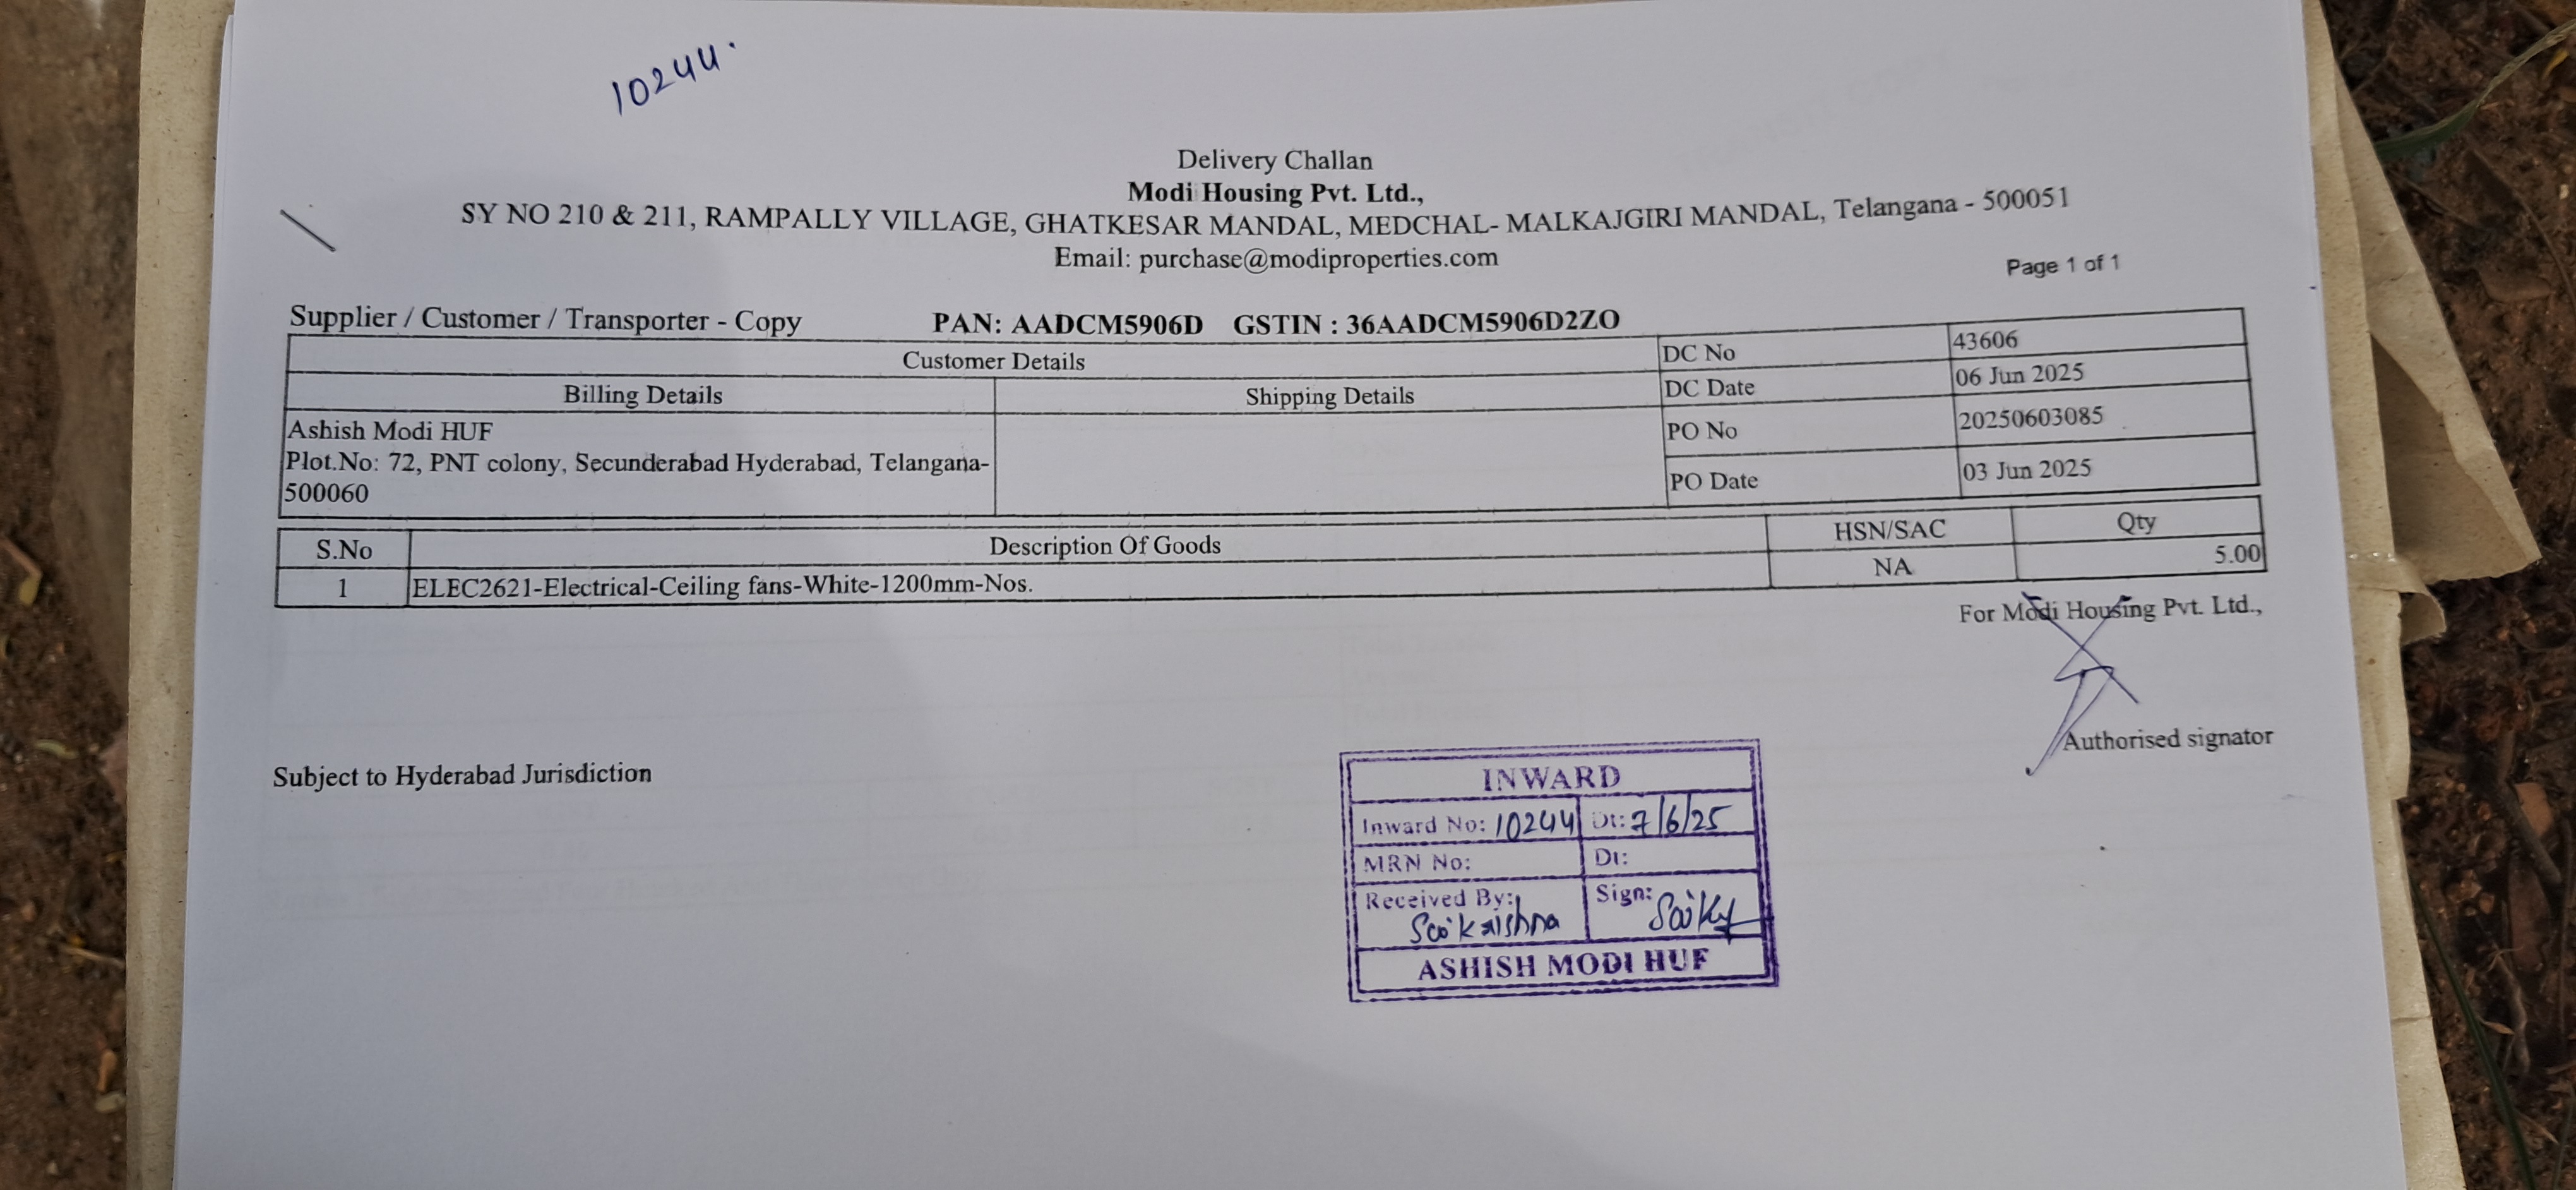 10244.
Delivery Challan
Modi Housing Pvt. Ltd.,
SY NO 210 & 211, RAMPALLY VILLAGE, GHATKESAR MANDAL, MEDCHAL- MALKAJGIRI MANDAL, Telangana - 500051
Email: purchase@modiproperties.com
Page 1 of 1
Supplier / Customer / Transporter - Copy PAN: AADCM5906D GSTIN : 36AADCM5906D2ZO
Customer Details
Billing Details Shipping Details
Ashish Modi HUF
Plot.No: 72, PNT colony, Secunderabad Hyderabad, Telangana-
500060
DC No 43606
DC Date 06 Jun 2025
PO No 20250603085
PO Date 03 Jun 2025
S.No Description Of Goods HSN/SAC Qty
1 ELEC2621-Electrical-Ceiling fans-White-1200mm-Nos. NA 5.00
For Modi Housing Pvt. Ltd.,
Authorised signator
Subject to Hyderabad Jurisdiction
INWARD
Inward No: 10244 Dt: 7/6/25
MRN No: Dt:
Received By: Sign:
Saikrishna
ASHISH MODI HUF